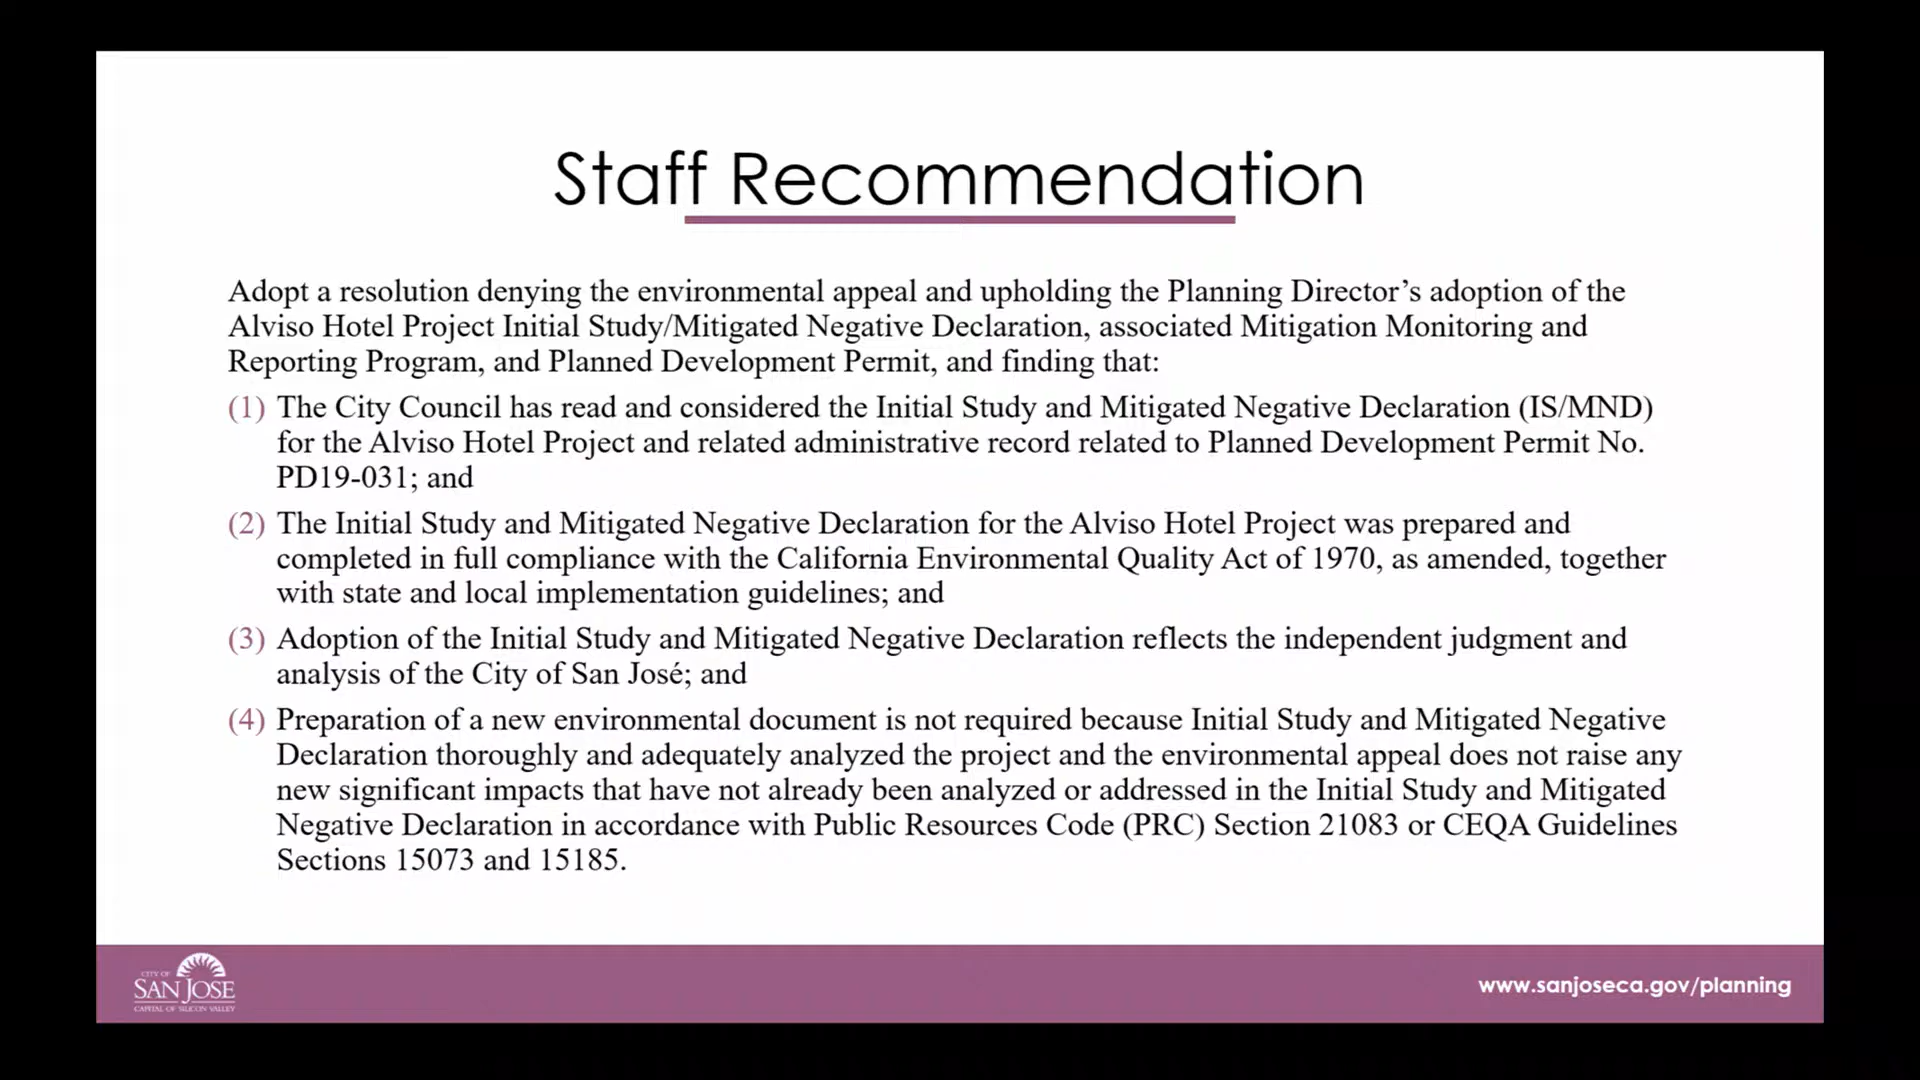 Staff Recommendation
Adopt a resolution denying the environmental appeal and upholding the Planning Director’s adoption of the
Alviso Hotel Project Initial Study/Mitigated Negative Declaration, associated Mitigation Monitoring and
Reporting Program, and Planned Development Permit, and finding that:
(1) The City Council has read and considered the Initial Study and Mitigated Negative Declaration (IS/MND)
for the Alviso Hotel Project and related administrative record related to Planned Development Permit No.
PD19-031; and
(2) The Initial Study and Mitigated Negative Declaration for the Alviso Hotel Project was prepared and
completed in full compliance with the California Environmental Quality Act of 1970, as amended, together
with state and local implementation guidelines; and
(3) Adoption of the Initial Study and Mitigated Negative Declaration reflects the independent judgment and
analysis of the City of San José; and
(4) Preparation of a new environmental document is not required because Initial Study and Mitigated Negative
Declaration thoroughly and adequately analyzed the project and the environmental appeal does not raise any
new significant impacts that have not already been analyzed or addressed in the Initial Study and Mitigated
Negative Declaration in accordance with Public Resources Code (PRC) Section 21083 or CEQA Guidelines
Sections 15073 and 15185.
CITY OF
SAN JOSE
CAPITAL OF SILICON VALLEY
www.sanjoseca.gov/planning